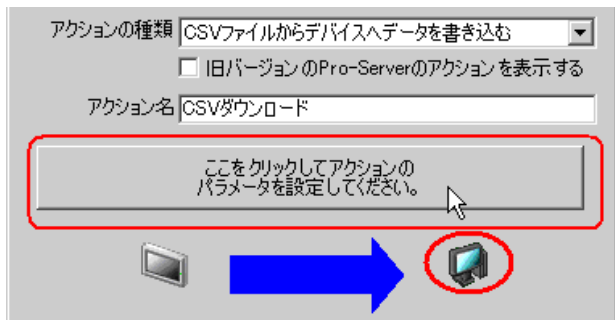 アクションの種類 CSVファイルからデバイスへデータを書き込む
旧バージョンのPro-Serverのアクションを表示する
アクション名 CSVダウンロード
ここをクリックしてアクションの
パラメータを設定してください。